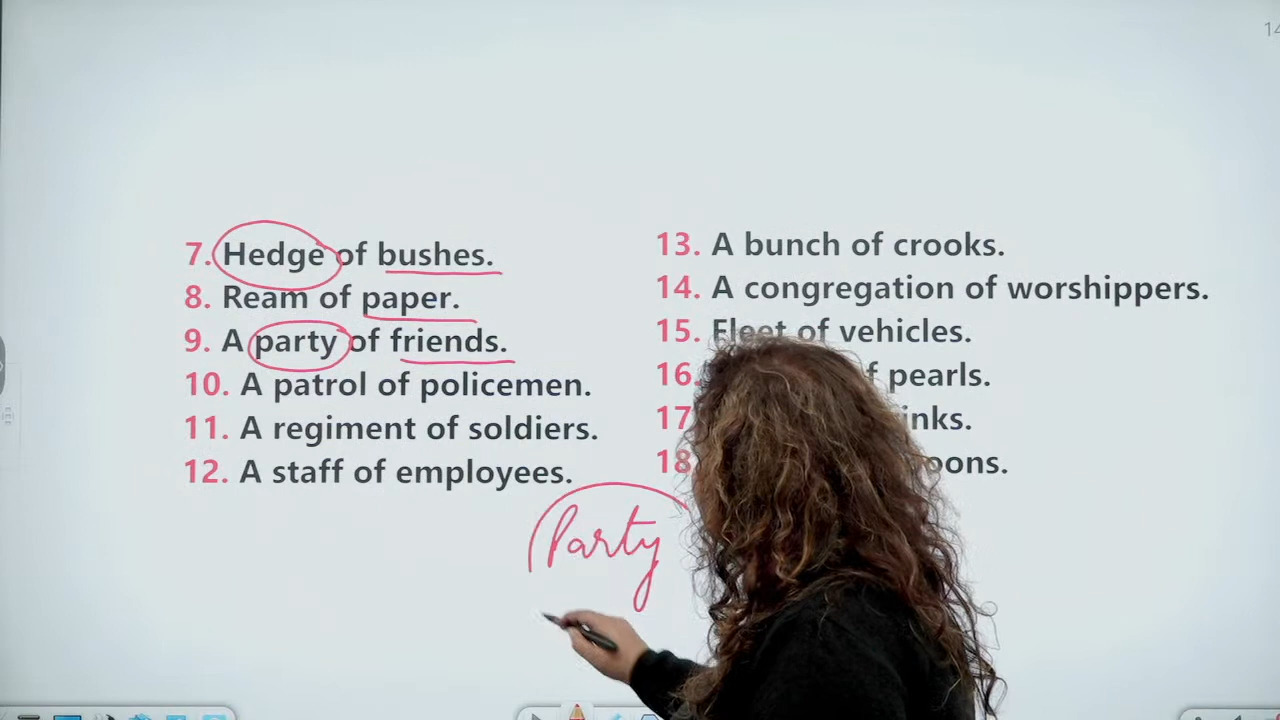 14
7. Hedge of bushes.
8. Ream of paper.
9. A party of friends.
10. A patrol of policemen.
11. A regiment of soldiers.
12. A staff of employees.
13. A bunch of crooks.
14. A congregation of worshippers.
15. Fleet of vehicles.
16. of pearls.
17
18
Party